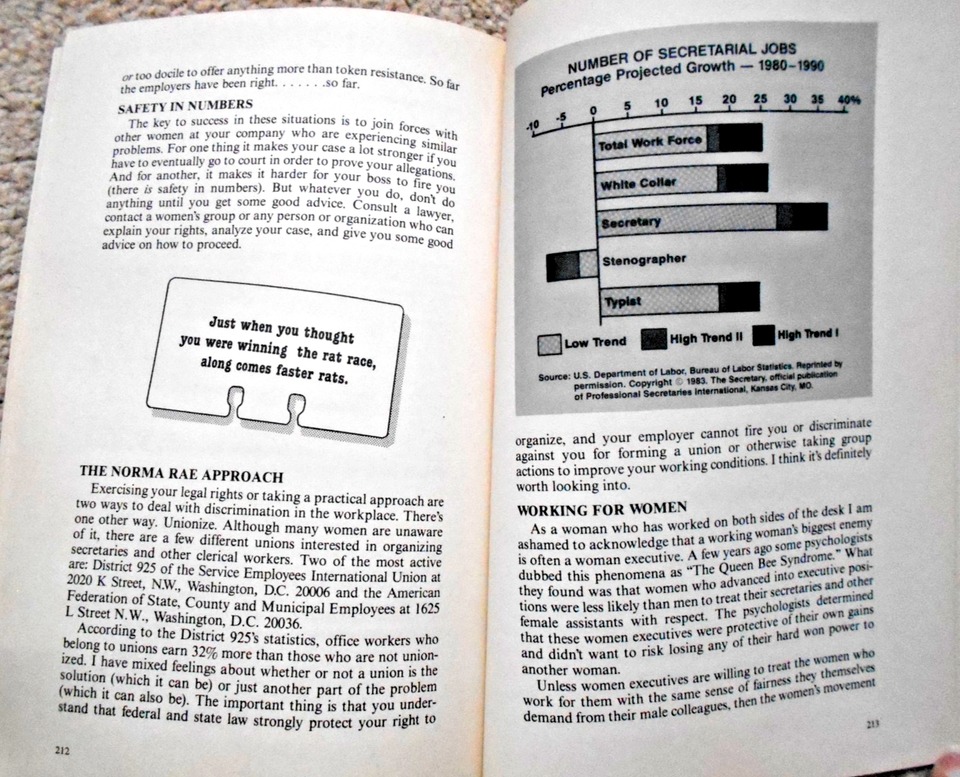 or too docile to offer anything more than token resistance. So far
the employers have been right. . . . . . .so far.
SAFETY IN NUMBERS
The key to success in these situations is to join forces with
other women at your company who are experiencing similar
problems. For one thing it makes your case a lot stronger if you
have to eventually go to court in order to prove your allegations.
And for another, it makes it harder for your boss to fire you
(there is safety in numbers). But whatever you do, don't do
anything until you get some good advice. Consult a lawyer,
contact a women's group or any person or organization who can
explain your rights, analyze your case, and give you some good
advice on how to proceed.
Just when you thought
you were winning the rat race,
along comes faster rats.
THE NORMA RAE APPROACH
Exercising your legal rights or taking a practical approach are
two ways to deal with discrimination in the workplace. There's
one other way. Unionize. Although many women are unaware
of it, there are a few different unions interested in organizing
secretaries and other clerical workers. Two of the most active
are: District 925 of the Service Employees International Union at
2020 K Street, N.W., Washington, D.C. 20006 and the American
Federation of State, County and Municipal Employees at 1625
L Street N.W., Washington, D.C. 20036.
According to the District 925's statistics, office workers who
belong to unions earn 32% more than those who are not union-
ized. I have mixed feelings about whether or not a union is the
solution (which it can be) or just another part of the problem
(which it can also be). The important thing is that you under-
stand that federal and state law strongly protect your right to
212
NUMBER OF SECRETARIAL JOBS
Percentage Projected Growth — 1980–1990
-10 -5 0 5 10 15 20 25 30 35 40%
Total Work Force
White Collar
Secretary
Stenographer
Typist
Low Trend High Trend II High Trend I
Source: U.S. Department of Labor, Bureau of Labor Statistics. Reprinted by
permission. Copyright © 1983. The Secretary, official publication
of Professional Secretaries International, Kansas City, MO.
organize, and your employer cannot fire you or discriminate
against you for forming a union or otherwise taking group
actions to improve your working conditions. I think it's definitely
worth looking into.
WORKING FOR WOMEN
As a woman who has worked on both sides of the desk I am
ashamed to acknowledge that a working woman's biggest enemy
is often a woman executive. A few years ago some psychologists
dubbed this phenomena as "The Queen Bee Syndrome." What
they found was that women who advanced into executive posi-
tions were less likely than men to treat their secretaries and other
female assistants with respect. The psychologists determined
that these women executives were protective of their own gains
and didn't want to risk losing any of their hard won power to
another woman.
Unless women executives are willing to treat the women who
work for them with the same sense of fairness they themselves
demand from their male colleagues, then the women's movement
213